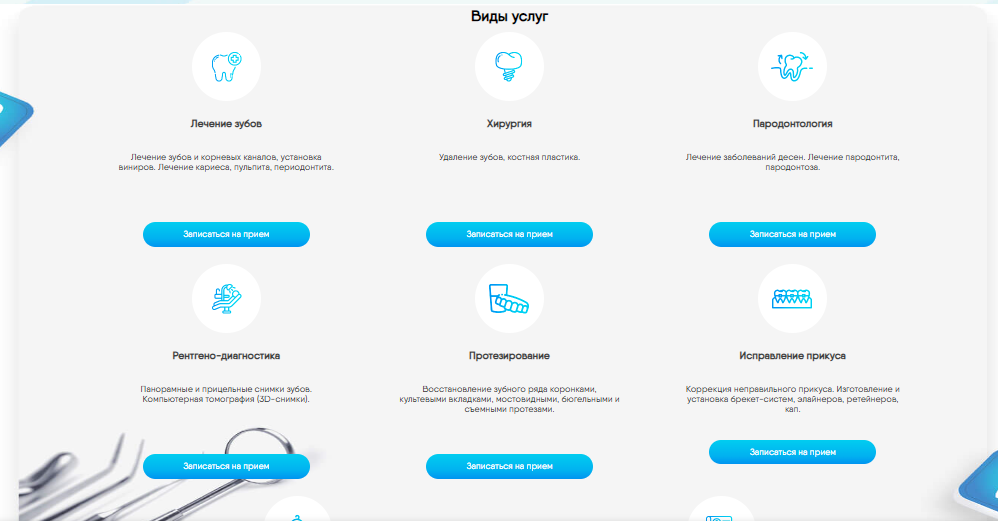 Виды услуг
Лечение зубов
Лечение зубов и корневых каналов, установка
виниров. Лечение кариеса, пульпита, периодонтита.
Записаться на прием
Хирургия
Удаление зубов, костная пластика.
Записаться на прием
Пародонтология
Лечение заболеваний десен. Лечение пародонтита,
пародонтоза.
Записаться на прием
Рентгено-диагностика
Панорамные и прицельные снимки зубов.
Компьютерная томография (3D-снимки).
Записаться на прием
Протезирование
Восстановление зубного ряда коронками,
культевыми вкладками, мостовидными, бюгельными и
съемными протезами.
Записаться на прием
Исправление прикуса
Коррекция неправильного прикуса. Изготовление и
установка брекет-систем, элайнеров, ретейнеров,
кап.
Записаться на прием